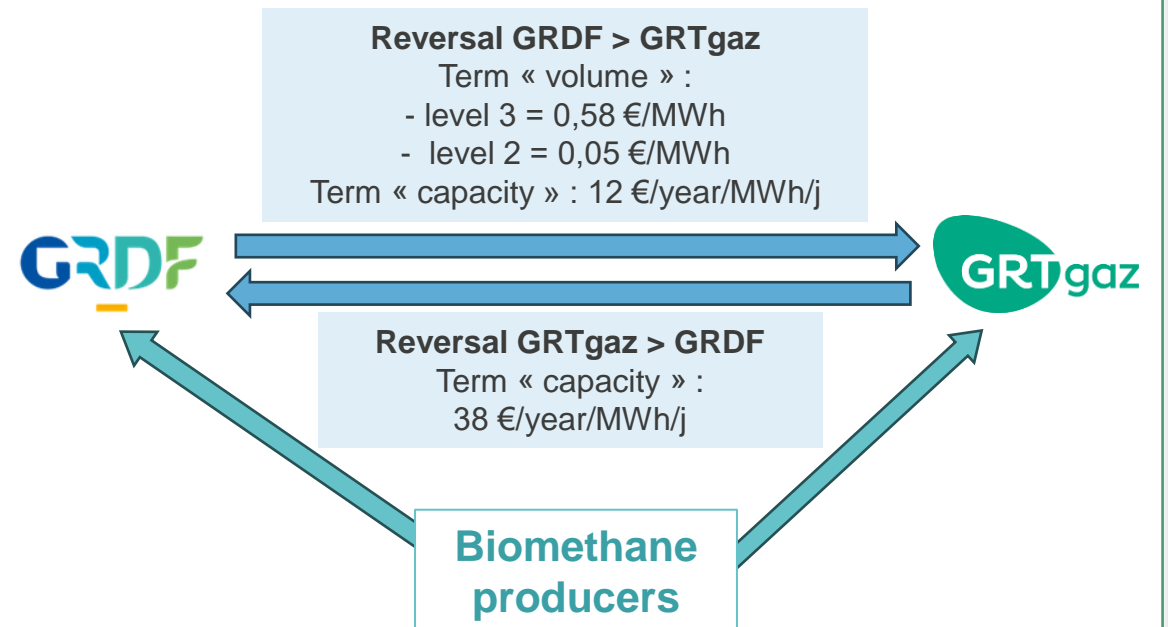 Reversal GRDF > GRTgaz
Term « volume » :
- level 3 = 0,58 €/MWh
- level 2 = 0,05 €/MWh
Term « capacity » : 12 €/year/MWh/j
GRDF
GRTgaz
Reversal GRTgaz > GRDF
Term « capacity » :
38 €/year/MWh/j
Biomethane
producers